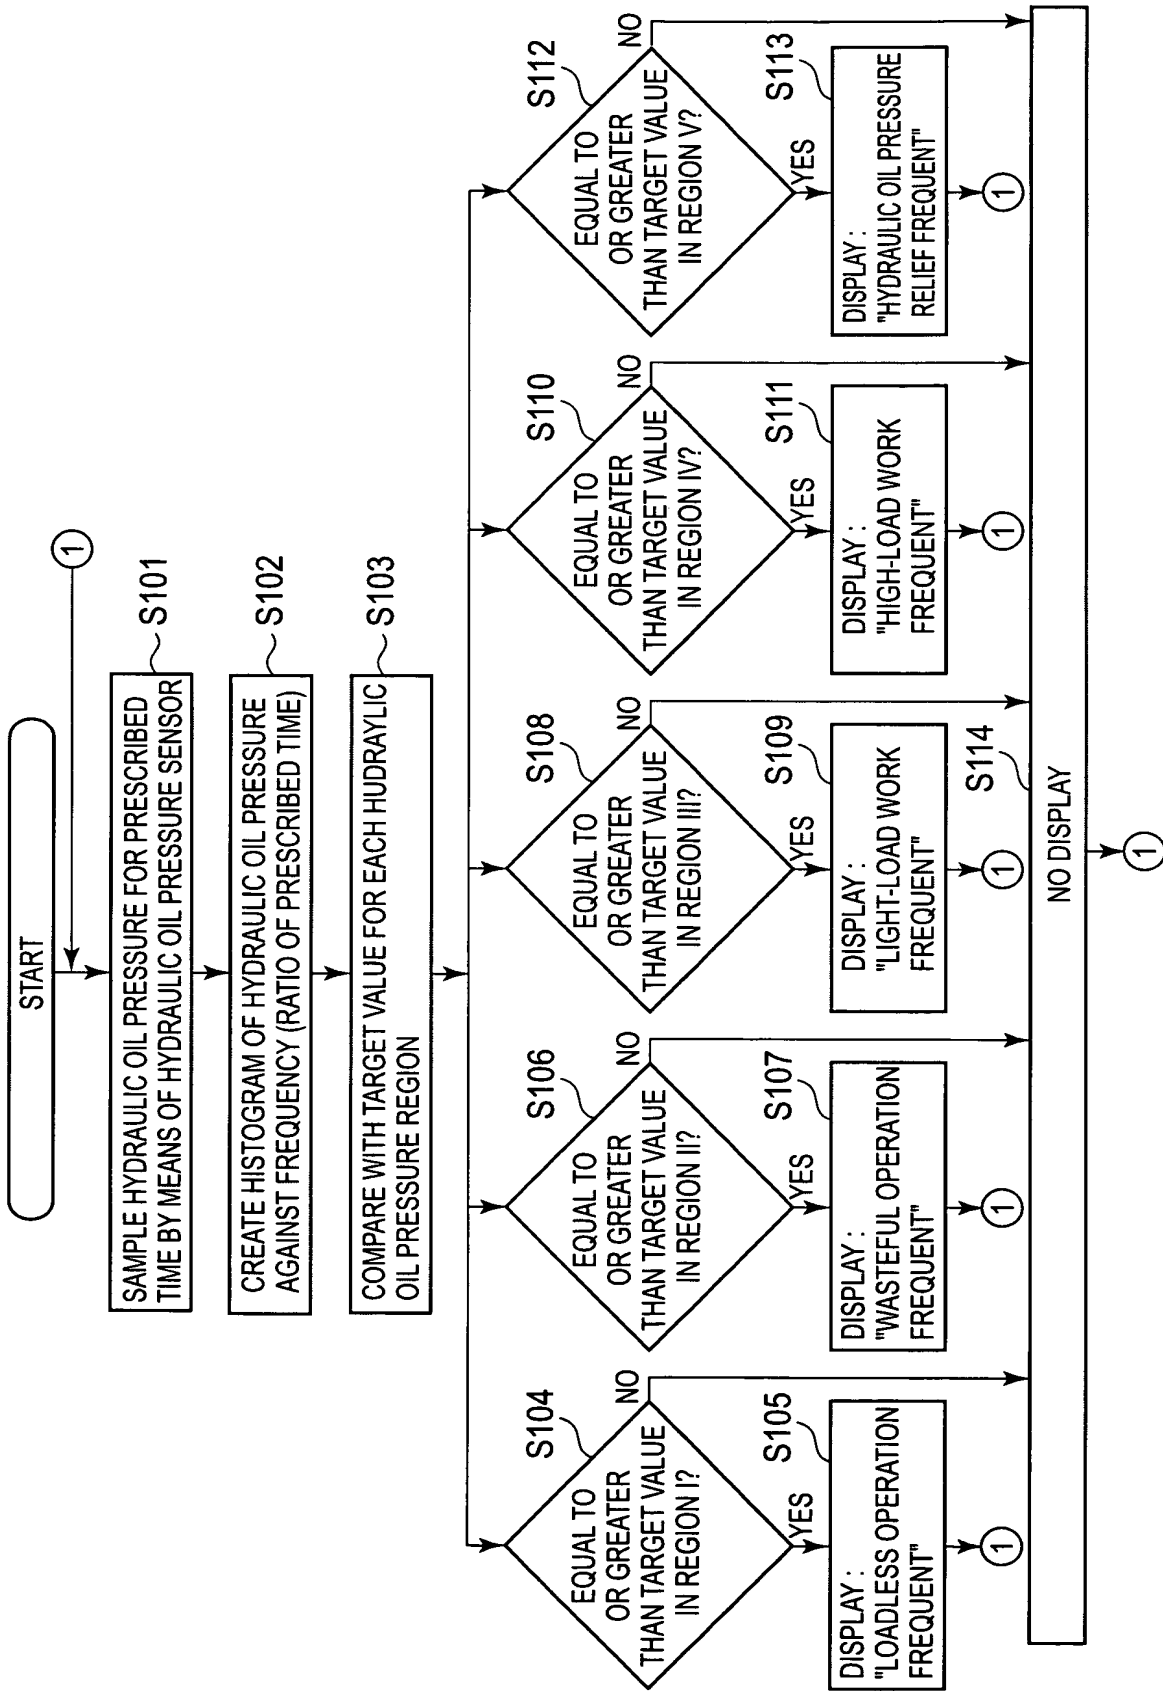 START
1
SAMPLE HYDRAULIC OIL PRESSURE FOR PRESCRIBED
TIME BY MEANS OF HYDRAULIC OIL PRESSURE SENSOR
S101
CREATE HISTOGRAM OF HYDRAULIC OIL PRESSURE
AGAINST FREQUENCY (RATIO OF PRESCRIBED TIME)
S102
COMPARE WITH TARGET VALUE FOR EACH HUDRAYLIC
OIL PRESSURE REGION
S103
S104
EQUAL TO
OR GREATER
THAN TARGET VALUE
IN REGION I?
NO
YES
S105
DISPLAY :
"LOADLESS OPERATION
FREQUENT"
1
S106
EQUAL TO
OR GREATER
THAN TARGET VALUE
IN REGION II?
NO
YES
S107
DISPLAY :
"WASTEFUL OPERATION
FREQUENT"
1
S108
EQUAL TO
OR GREATER
THAN TARGET VALUE
IN REGION III?
NO
YES
S109
DISPLAY :
"LIGHT-LOAD WORK
FREQUENT"
1
S110
EQUAL TO
OR GREATER
THAN TARGET VALUE
IN REGION IV?
NO
YES
S111
DISPLAY :
"HIGH-LOAD WORK
FREQUENT"
1
S112
EQUAL TO
OR GREATER
THAN TARGET VALUE
IN REGION V?
NO
YES
S113
DISPLAY :
"HYDRAULIC OIL PRESSURE
RELIEF FREQUENT"
1
S114
NO DISPLAY
1